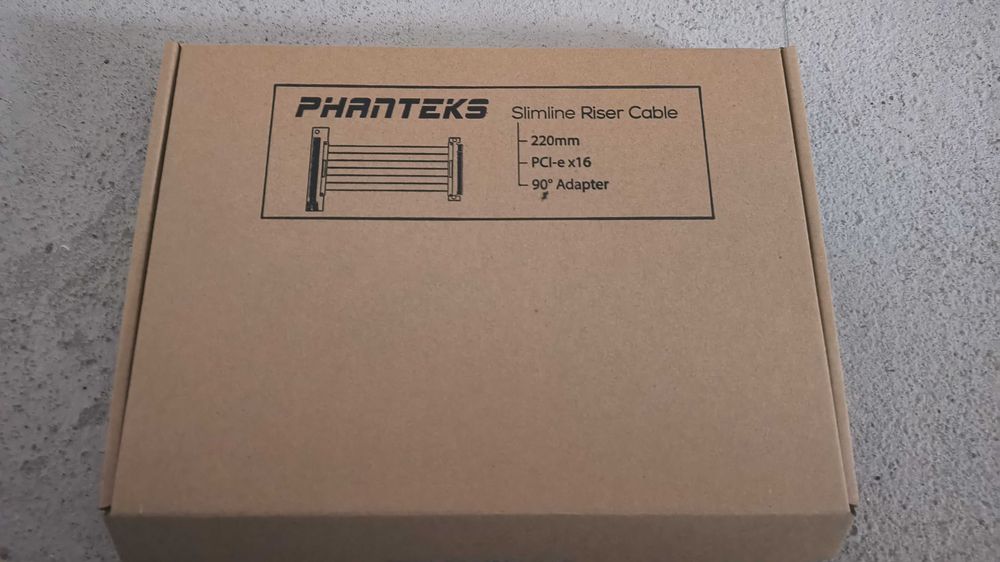 PHANTEKS Slimline Riser Cable
220mm
PCI-e x16
90° Adapter